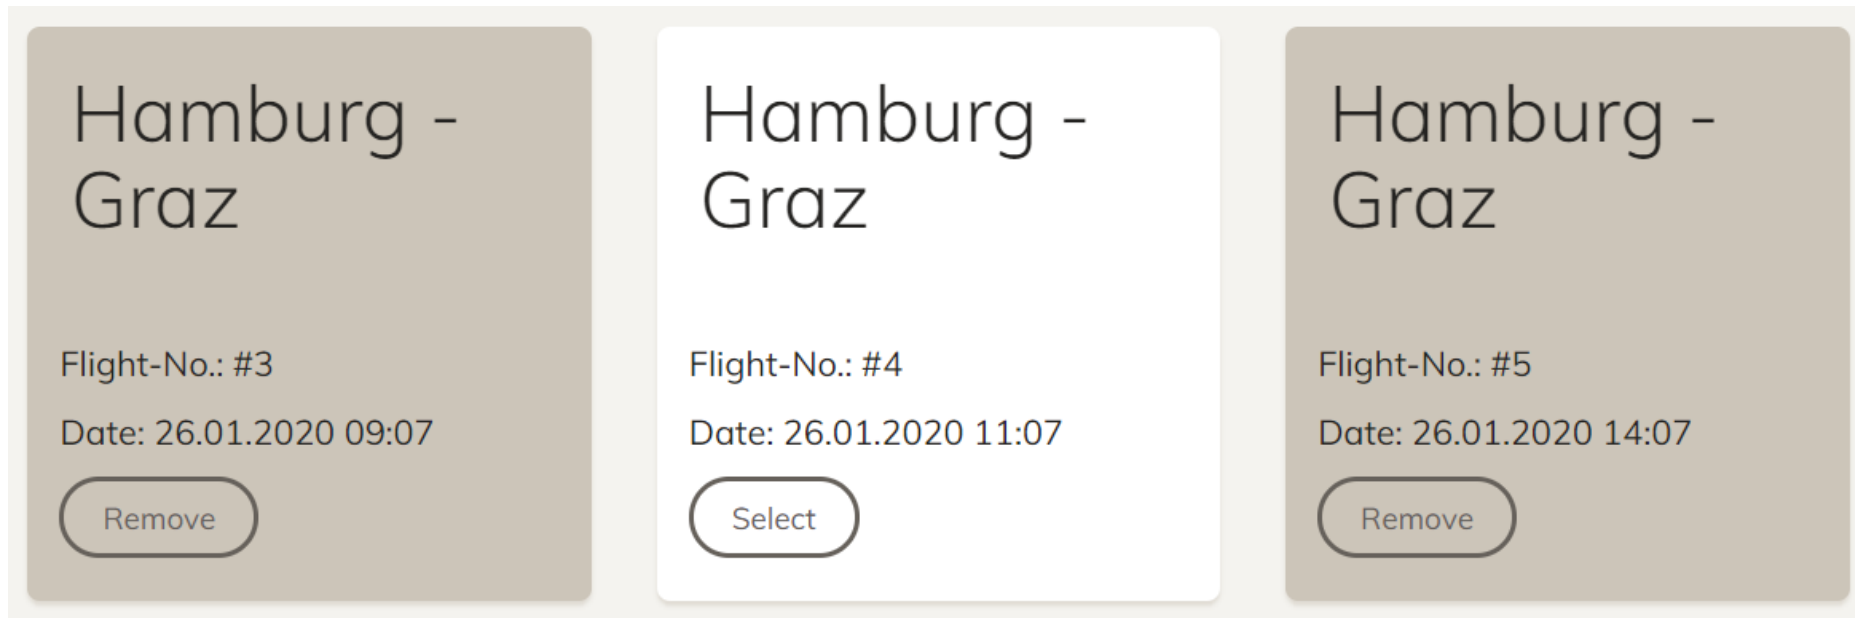 Hamburg -
Graz
Flight-No.: #3
Date: 26.01.2020 09:07
Remove
Hamburg -
Graz
Flight-No.: #4
Date: 26.01.2020 11:07
Select
Hamburg -
Graz
Flight-No.: #5
Date: 26.01.2020 14:07
Remove